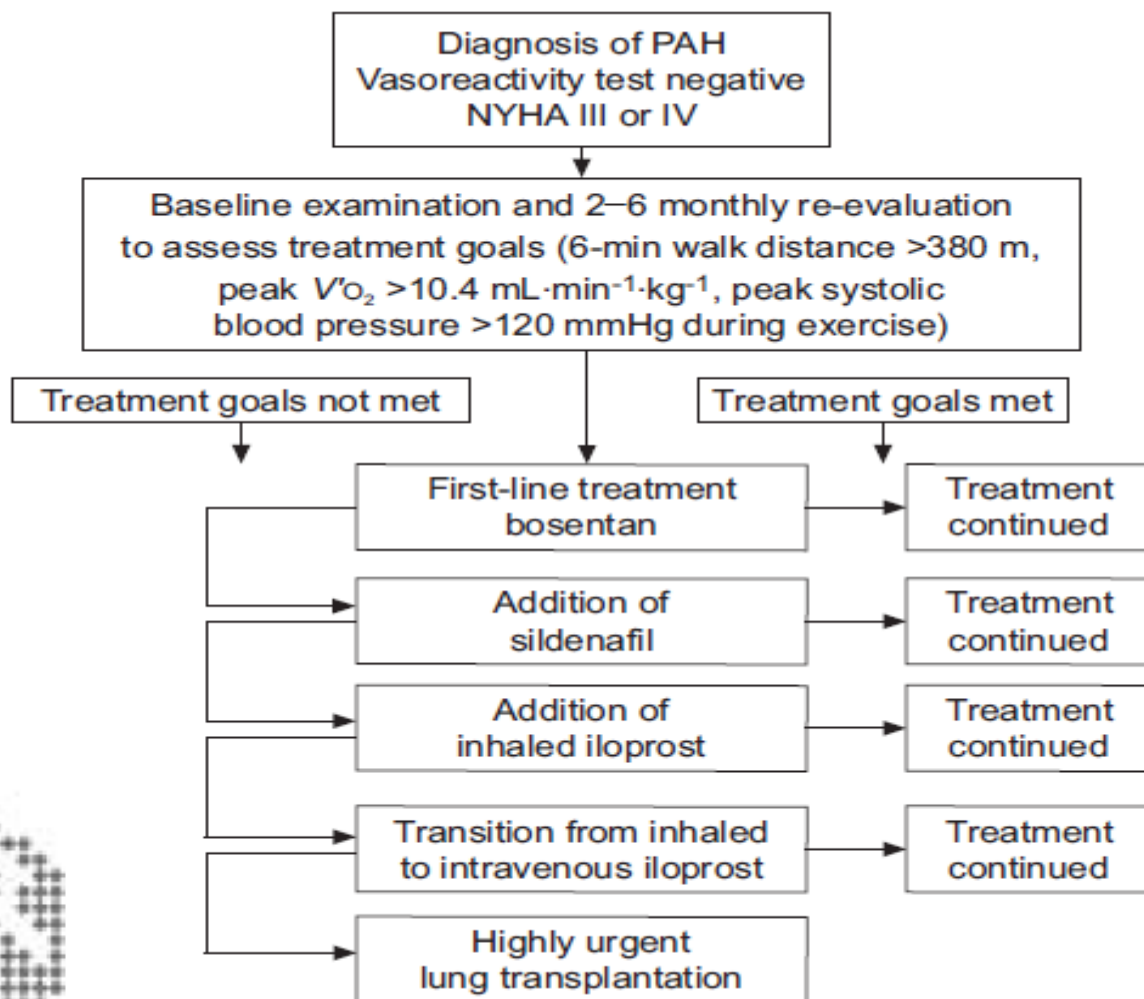 Diagnosis of PAH
Vasoreactivity test negative
NYHA III or IV
Baseline examination and 2–6 monthly re-evaluation
to assess treatment goals (6-min walk distance >380 m,
peak V'O₂ >10.4 mL·min⁻¹·kg⁻¹, peak systolic
blood pressure >120 mmHg during exercise)
Treatment goals not met
Treatment goals met
First-line treatment
bosentan
Treatment
continued
Addition of
sildenafil
Treatment
continued
Addition of
inhaled iloprost
Treatment
continued
Transition from inhaled
to intravenous iloprost
Treatment
continued
Highly urgent
lung transplantation